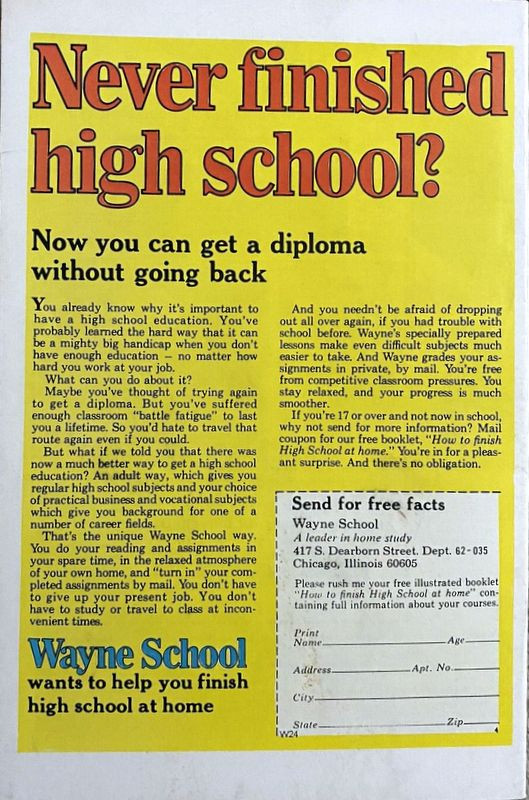 Never finished
high school?
Now you can get a diploma
without going back
You already know why it's important to
have a high school education. You've
probably learned the hard way that it can
be a mighty big handicap when you don't
have enough education – no matter how
hard you work at your job.
What can you do about it?
Maybe you've thought of trying again
to get a diploma. But you've suffered
enough classroom "battle fatigue" to last
you a lifetime. So you'd hate to travel that
route again even if you could.
But what if we told you that there was
now a much better way to get a high school
education? An adult way, which gives you
regular high school subjects and your choice
of practical business and vocational subjects
which give you background for one of a
number of career fields.
That's the unique Wayne School way.
You do your reading and assignments in
your spare time, in the relaxed atmosphere
of your own home, and "turn in" your com-
pleted assignments by mail. You don't have
to give up your present job. You don't
have to study or travel to class at incon-
venient times.
Wayne School
wants to help you finish
high school at home
And you needn't be afraid of dropping
out all over again, if you had trouble with
school before. Wayne's specially prepared
lessons make even difficult subjects much
easier to take. And Wayne grades your as-
signments in private, by mail. You're free
from competitive classroom pressures. You
stay relaxed, and your progress is much
smoother.
If you're 17 or over and not now in school,
why not send for more information? Mail
coupon for our free booklet, "How to finish
High School at home." You're in for a pleas-
ant surprise. And there's no obligation.
Send for free facts
Wayne School
A leader in home study
417 S. Dearborn Street. Dept. 62-035
Chicago, Illinois 60605
Please rush me your free illustrated booklet
"How to finish High School at home" con-
taining full information about your courses.
Print
Name Age
Address Apt. No.
City
State Zip
W24 4